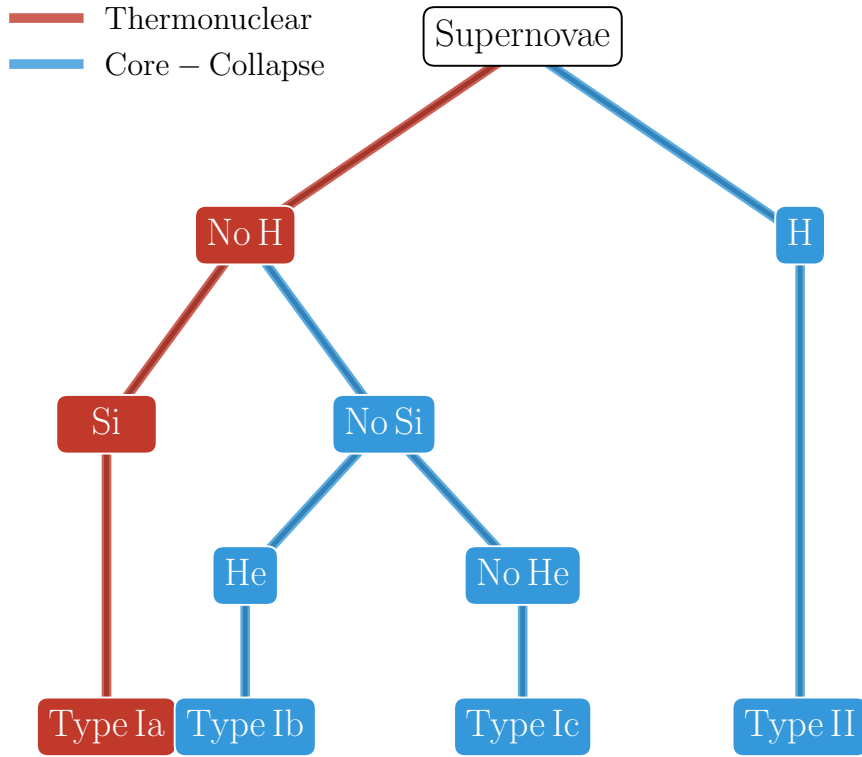 Thermonuclear
Core − Collapse
Supernovae
No H
H
Si
No Si
He
No He
Type Ia
Type Ib
Type Ic
Type II